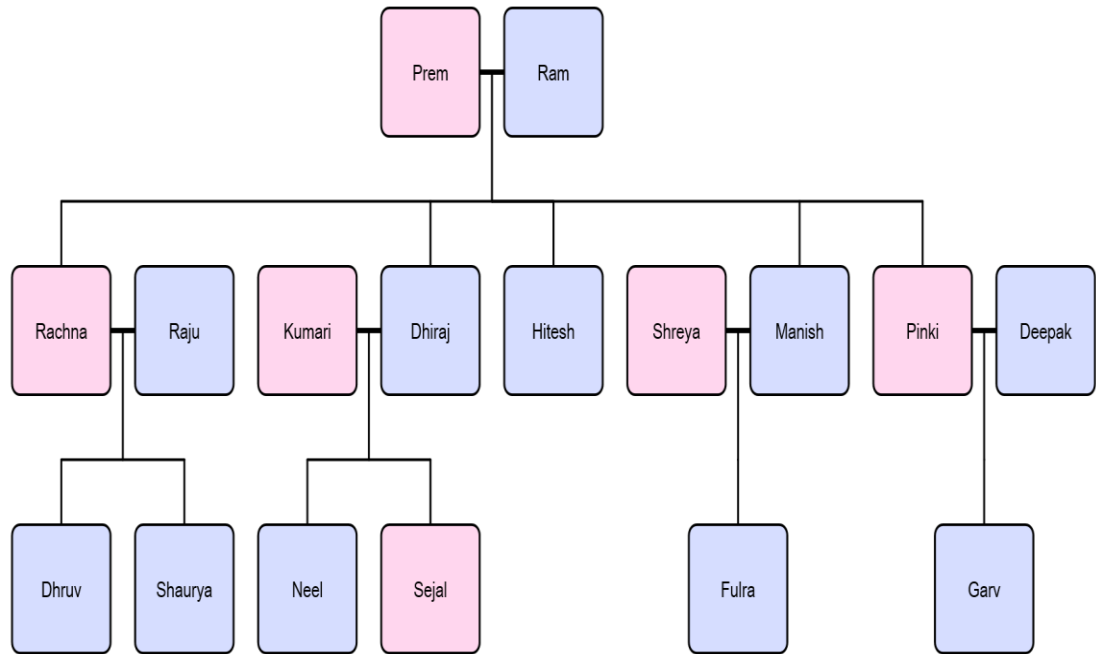 Prem
Ram
Rachna
Raju
Kumari
Dhiraj
Hitesh
Shreya
Manish
Pinki
Deepak
Dhruv
Shaurya
Neel
Sejal
Fulra
Garv